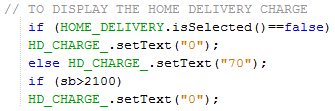 // TO DISPLAY THE HOME DELIVERY CHARGE
if (HOME_DELIVERY.isSelected()==false)
HD_CHARGE_.setText("0");
else HD_CHARGE_.setText("70");
if (sb>2100)
HD_CHARGE_.setText("0");